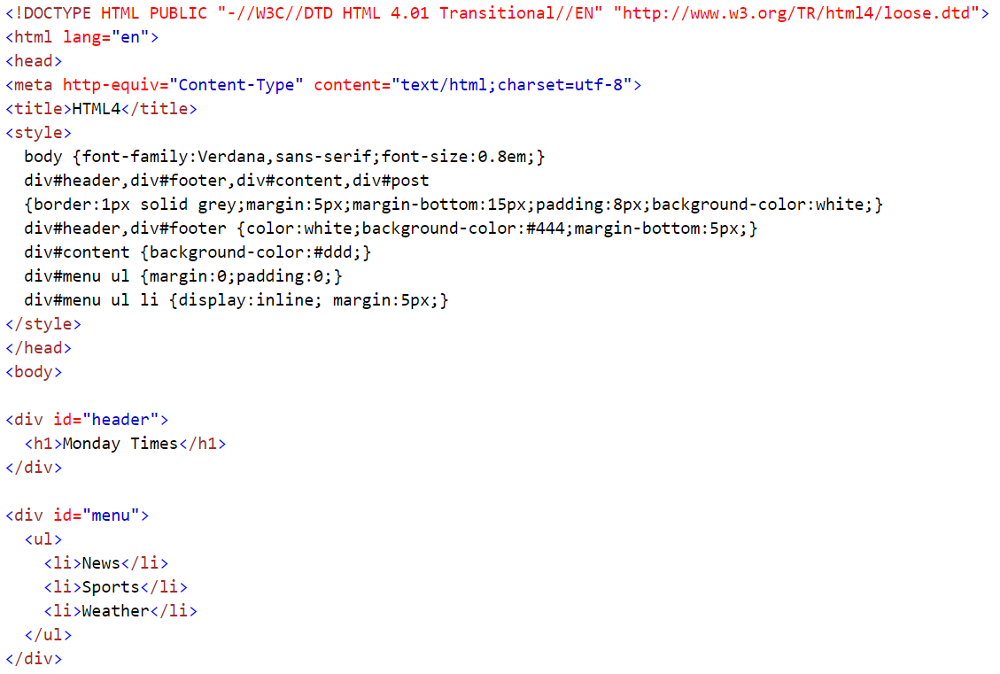 <!DOCTYPE HTML PUBLIC "-//W3C//DTD HTML 4.01 Transitional//EN" "http://www.w3.org/TR/html4/loose.dtd">
<html lang="en">
<head>
<meta http-equiv="Content-Type" content="text/html;charset=utf-8">
<title>HTML4</title>
<style>
  body {font-family:Verdana,sans-serif;font-size:0.8em;}
  div#header,div#footer,div#content,div#post
  {border:1px solid grey;margin:5px;margin-bottom:15px;padding:8px;background-color:white;}
  div#header,div#footer {color:white;background-color:#444;margin-bottom:5px;}
  div#content {background-color:#ddd;}
  div#menu ul {margin:0;padding:0;}
  div#menu ul li {display:inline; margin:5px;}
</style>
</head>
<body>

<div id="header">
  <h1>Monday Times</h1>
</div>

<div id="menu">
  <ul>
    <li>News</li>
    <li>Sports</li>
    <li>Weather</li>
  </ul>
</div>